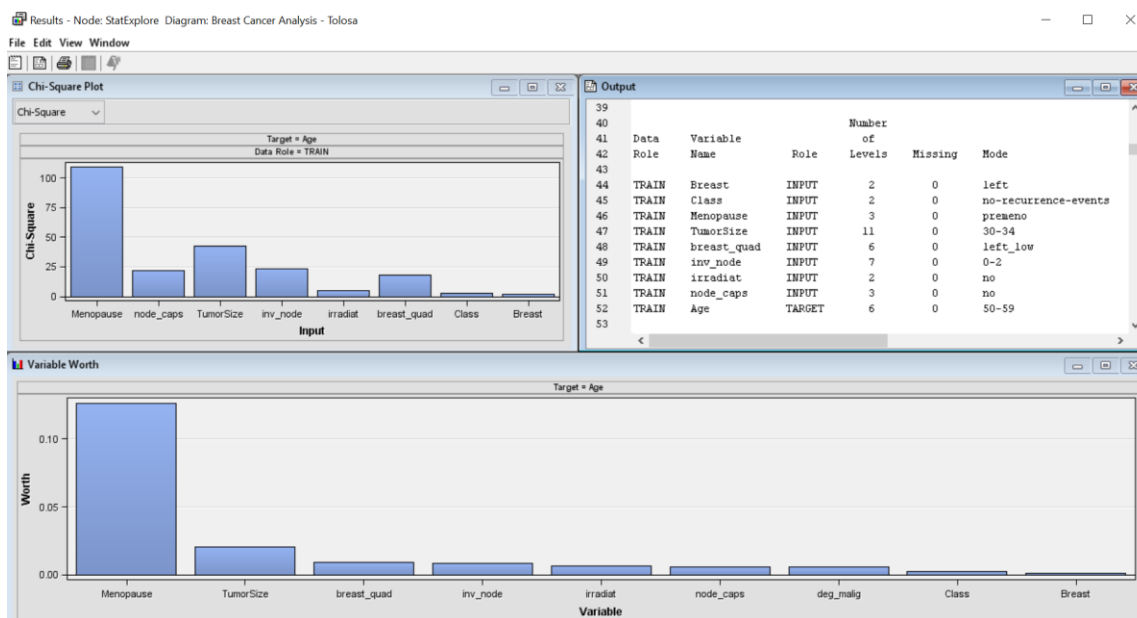 Results - Node: StatExplore Diagram: Breast Cancer Analysis - Tolosa
File Edit View Window
Chi-Square Plot
Chi-Square
Target = Age
Data Role = TRAIN
Chi-Square
100
75
50
25
0
Menopause node_caps TumorSize inv_node irradiat breast_quad Class Breast
Input
Output
39
40 Number
41 Data Variable of
42 Role Name Role Levels Missing Mode
43
44 TRAIN Breast INPUT 2 0 left
45 TRAIN Class INPUT 2 0 no-recurrence-events
46 TRAIN Menopause INPUT 3 0 premeno
47 TRAIN TumorSize INPUT 11 0 30-34
48 TRAIN breast_quad INPUT 6 0 left_low
49 TRAIN inv_node INPUT 7 0 0-2
50 TRAIN irradiat INPUT 2 0 no
51 TRAIN node_caps INPUT 3 0 no
52 TRAIN Age TARGET 6 0 50-59
53
Variable Worth
Target = Age
Worth
0.10
0.05
0.00
Menopause TumorSize breast_quad inv_node irradiat node_caps deg_malig Class Breast
Variable